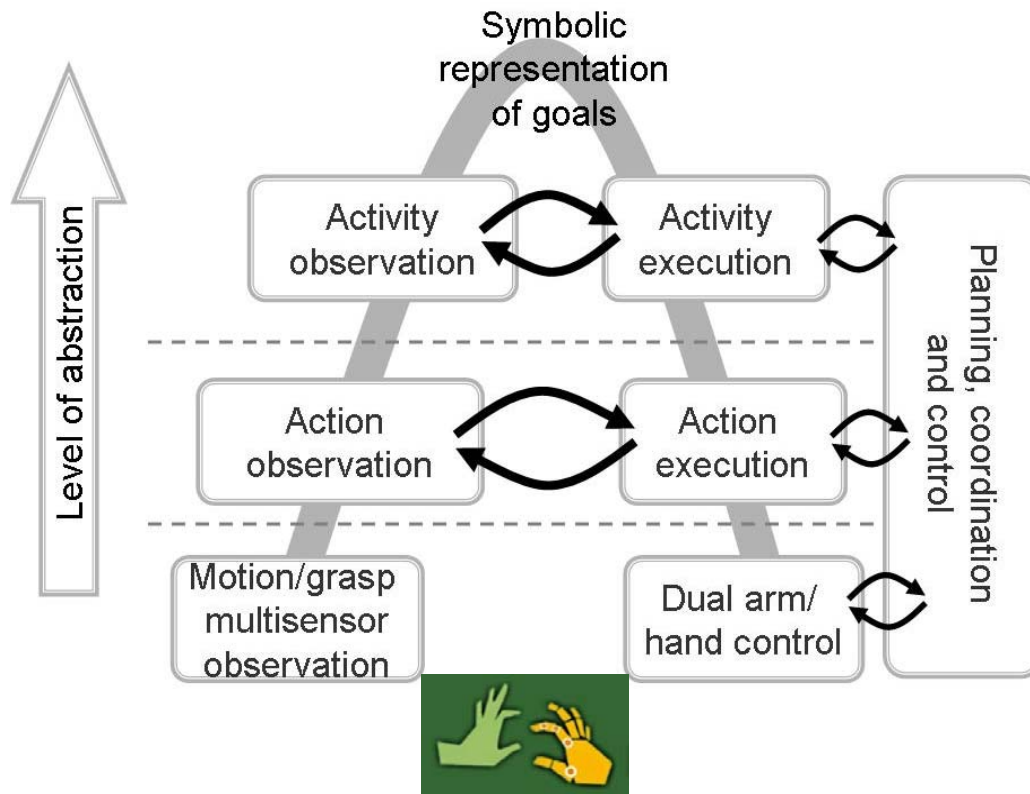 Symbolic
representation
of goals
Level of abstraction
Activity
observation
Activity
execution
Action
observation
Action
execution
Motion/grasp
multisensor
observation
Dual arm/
hand control
Planning, coordination
and control